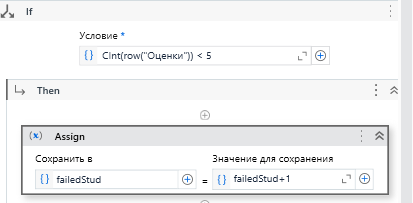 If
Условие *
{} CInt(row("Оценки")) < 5
Then
(x) Assign
Сохранить в
Значение для сохранения
{} failedStud = {} failedStud+1